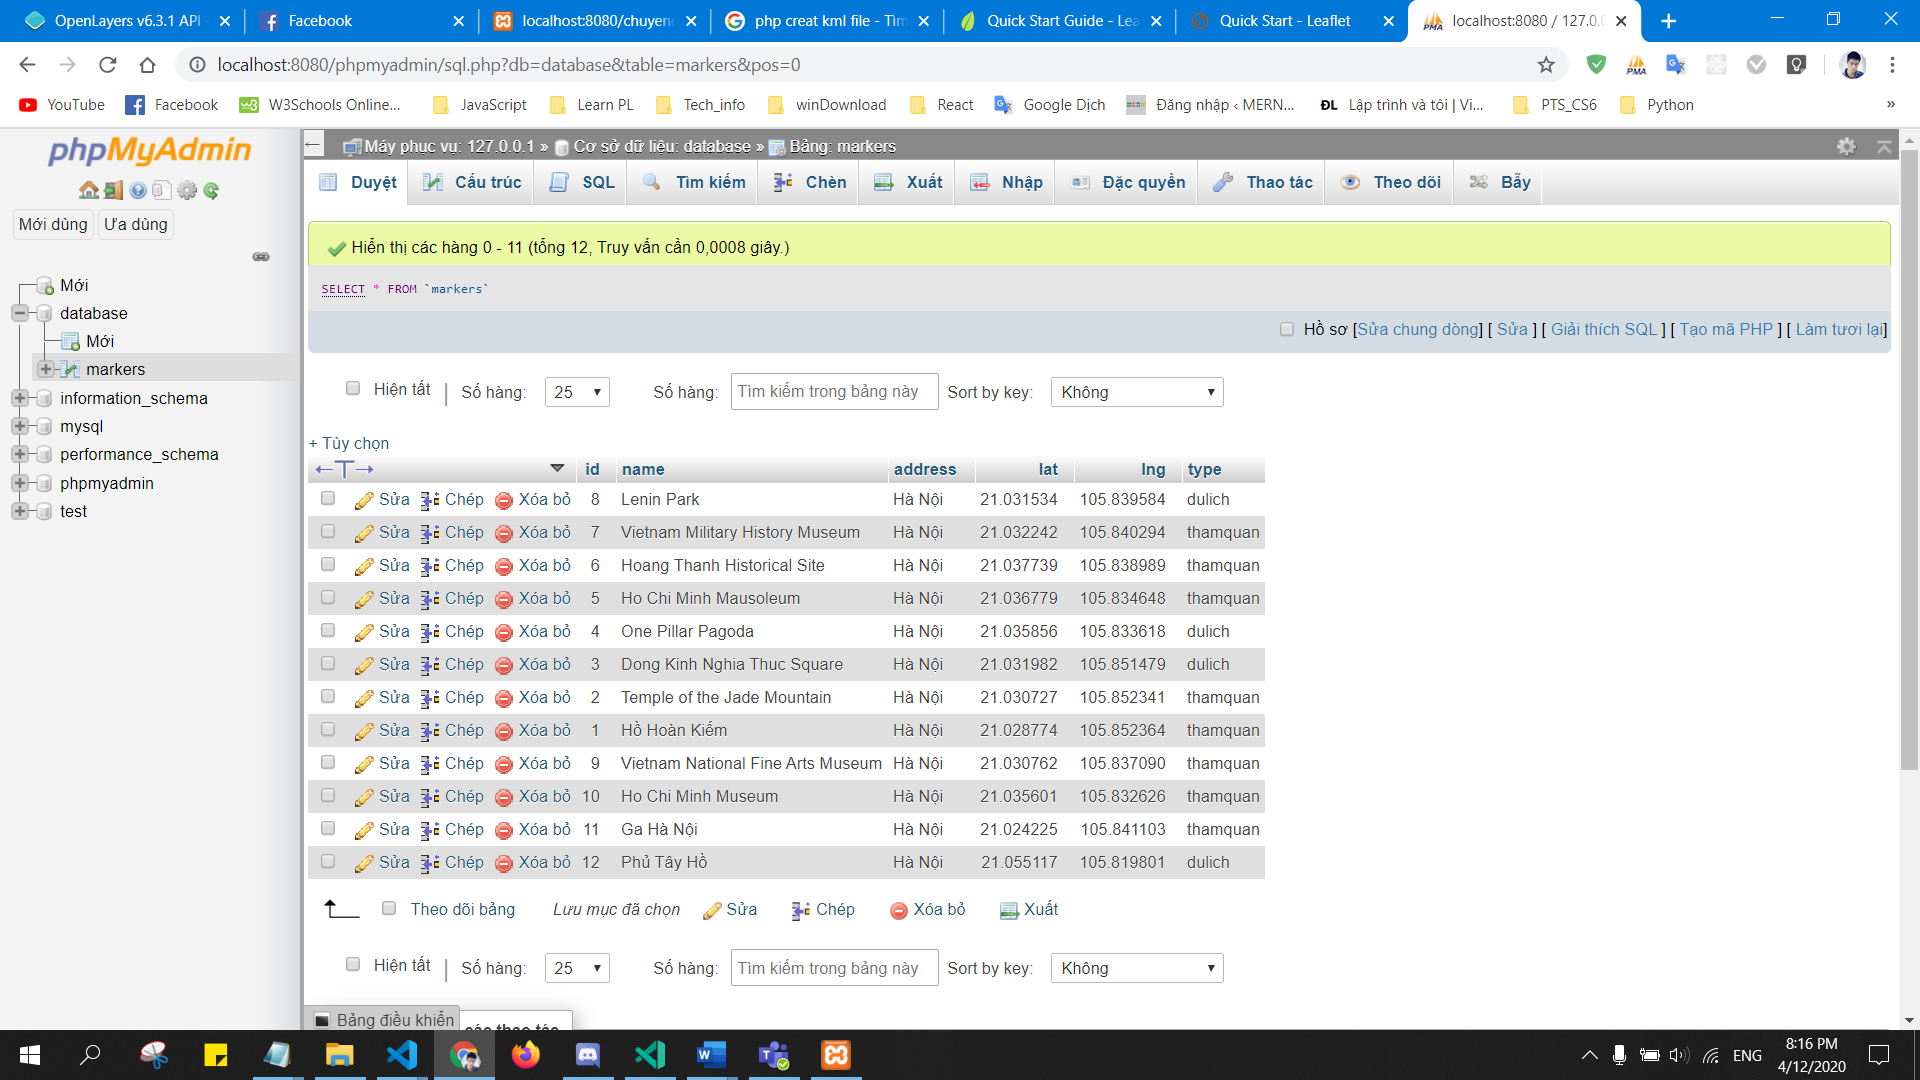 OpenLayers v6.3.1 API
Facebook
localhost:8080/chuyen
php creat kml file - Tìm
Quick Start Guide - Lea
Quick Start - Leaflet
localhost:8080 / 127.0.0
localhost:8080/phpmyadmin/sql.php?db=database&table=markers&pos=0
YouTube
Facebook
W3Schools Online...
JavaScript
Learn PL
Tech_info
winDownload
React
Google Dịch
Đăng nhập ‹ MERN...
ĐL Lập trình và tôi | Vi...
PTS_CS6
Python
»
phpMyAdmin
Mới dùng Ưa dùng
Mới
database
Mới
markers
information_schema
mysql
performance_schema
phpmyadmin
test
Máy phục vụ: 127.0.0.1 » Cơ sở dữ liệu: database » Bảng: markers
Duyệt Cấu trúc SQL Tìm kiếm Chèn Xuất Nhập Đặc quyền Thao tác Theo dõi Bẫy
Hiển thị các hàng 0 - 11 (tổng 12, Truy vấn cần 0,0008 giây.)
SELECT * FROM `markers`
Hồ sơ [Sửa chung dòng] [ Sửa ] [ Giải thích SQL ] [ Tạo mã PHP ] [ Làm tươi lại]
Hiện tất | Số hàng: 25 Số hàng: Tìm kiếm trong bảng này Sort by key: Không
+ Tùy chọn
id name address lat lng type
Sửa Chép Xóa bỏ 8 Lenin Park Hà Nội 21.031534 105.839584 dulich
Sửa Chép Xóa bỏ 7 Vietnam Military History Museum Hà Nội 21.032242 105.840294 thamquan
Sửa Chép Xóa bỏ 6 Hoang Thanh Historical Site Hà Nội 21.037739 105.838989 thamquan
Sửa Chép Xóa bỏ 5 Ho Chi Minh Mausoleum Hà Nội 21.036779 105.834648 thamquan
Sửa Chép Xóa bỏ 4 One Pillar Pagoda Hà Nội 21.035856 105.833618 dulich
Sửa Chép Xóa bỏ 3 Dong Kinh Nghia Thuc Square Hà Nội 21.031982 105.851479 dulich
Sửa Chép Xóa bỏ 2 Temple of the Jade Mountain Hà Nội 21.030727 105.852341 thamquan
Sửa Chép Xóa bỏ 1 Hồ Hoàn Kiếm Hà Nội 21.028774 105.852364 thamquan
Sửa Chép Xóa bỏ 9 Vietnam National Fine Arts Museum Hà Nội 21.030762 105.837090 thamquan
Sửa Chép Xóa bỏ 10 Ho Chi Minh Museum Hà Nội 21.035601 105.832626 thamquan
Sửa Chép Xóa bỏ 11 Ga Hà Nội Hà Nội 21.024225 105.841103 thamquan
Sửa Chép Xóa bỏ 12 Phủ Tây Hồ Hà Nội 21.055117 105.819801 dulich
Theo dõi bảng Lưu mục đã chọn Sửa Chép Xóa bỏ Xuất
Hiện tất | Số hàng: 25 Số hàng: Tìm kiếm trong bảng này Sort by key: Không
Bảng điều khiển
ENG
8:16 PM
4/12/2020